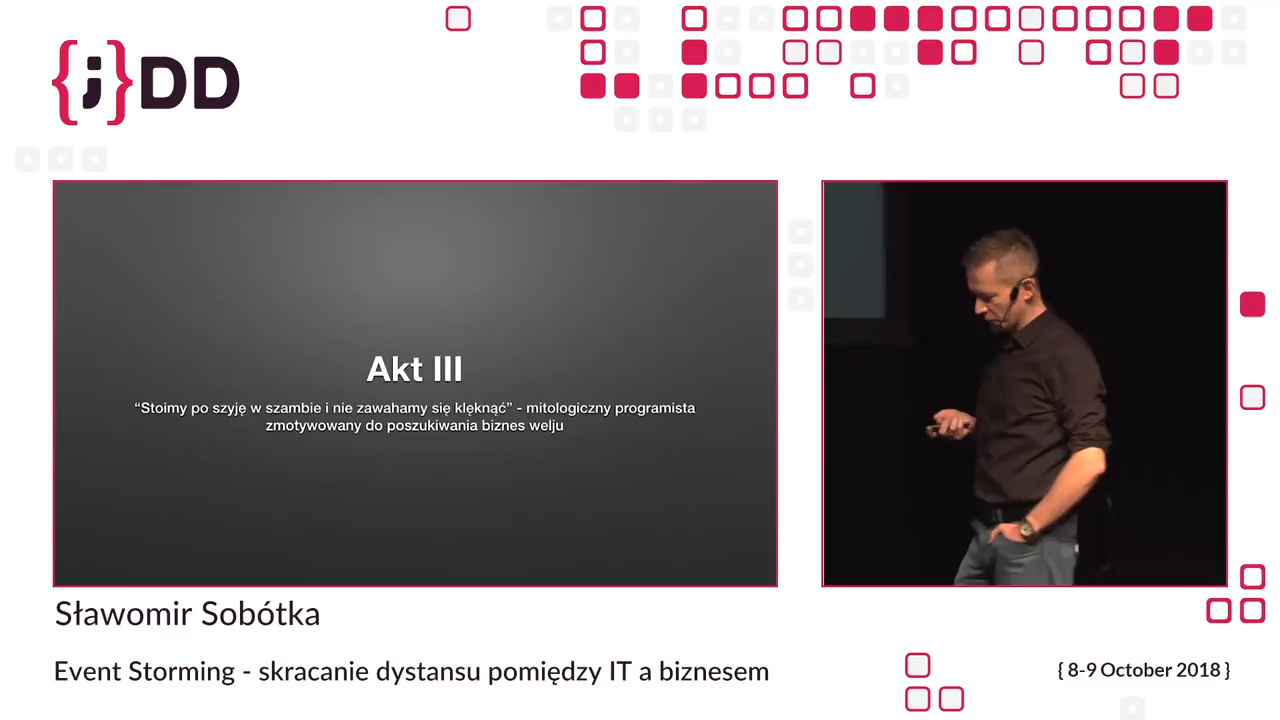 {j}DD
Akt III
“Stoimy po szyję w szambie i nie zawahamy się klęknąć” - mitologiczny programista
zmotywowany do poszukiwania biznes welju
Sławomir Sobótka
Event Storming - skracanie dystansu pomiędzy IT a biznesem
{ 8-9 October 2018 }